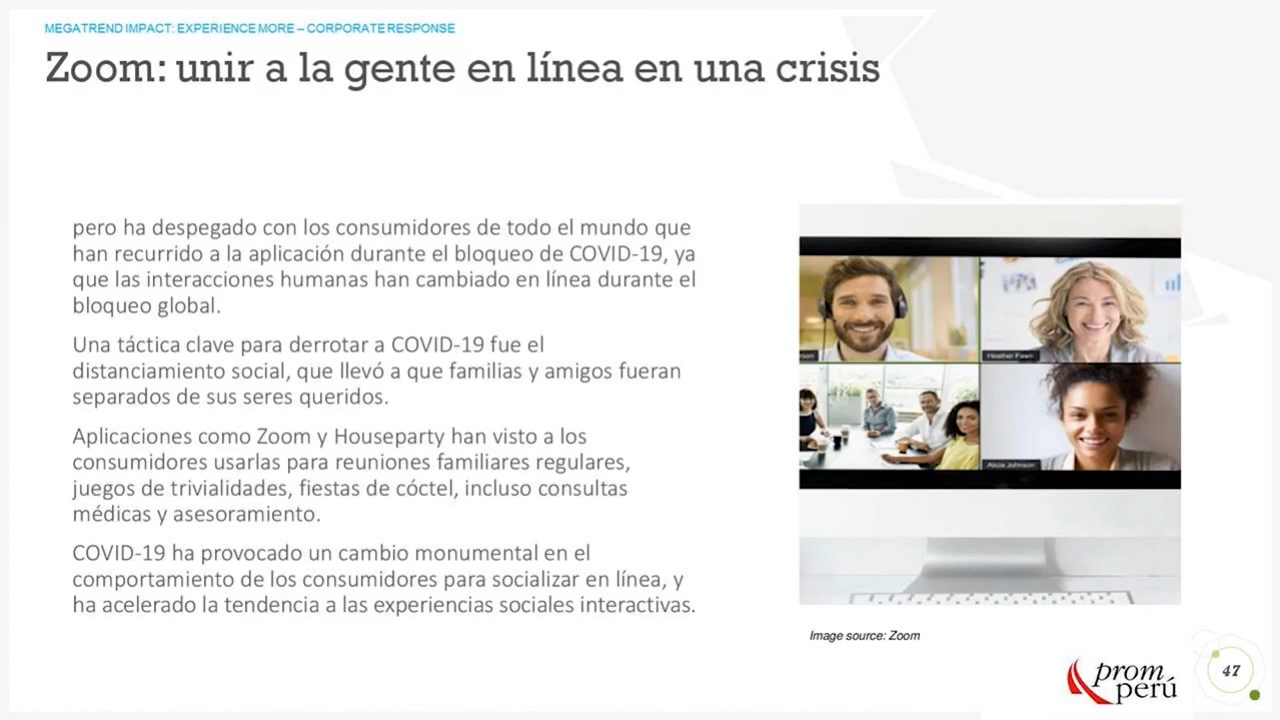 MEGATREND IMPACT: EXPERIENCE MORE – CORPORATE RESPONSE
Zoom: unir a la gente en línea en una crisis
pero ha despegado con los consumidores de todo el mundo que
han recurrido a la aplicación durante el bloqueo de COVID-19, ya
que las interacciones humanas han cambiado en línea durante el
bloqueo global.
Una táctica clave para derrotar a COVID-19 fue el
distanciamiento social, que llevó a que familias y amigos fueran
separados de sus seres queridos.
Aplicaciones como Zoom y Houseparty han visto a los
consumidores usarlas para reuniones familiares regulares,
juegos de trivialidades, fiestas de cóctel, incluso consultas
médicas y asesoramiento.
COVID-19 ha provocado un cambio monumental en el
comportamiento de los consumidores para socializar en línea, y
ha acelerado la tendencia a las experiencias sociales interactivas.
Heather Fawn
Alicia Johnson
Image source: Zoom
prom
perú
47